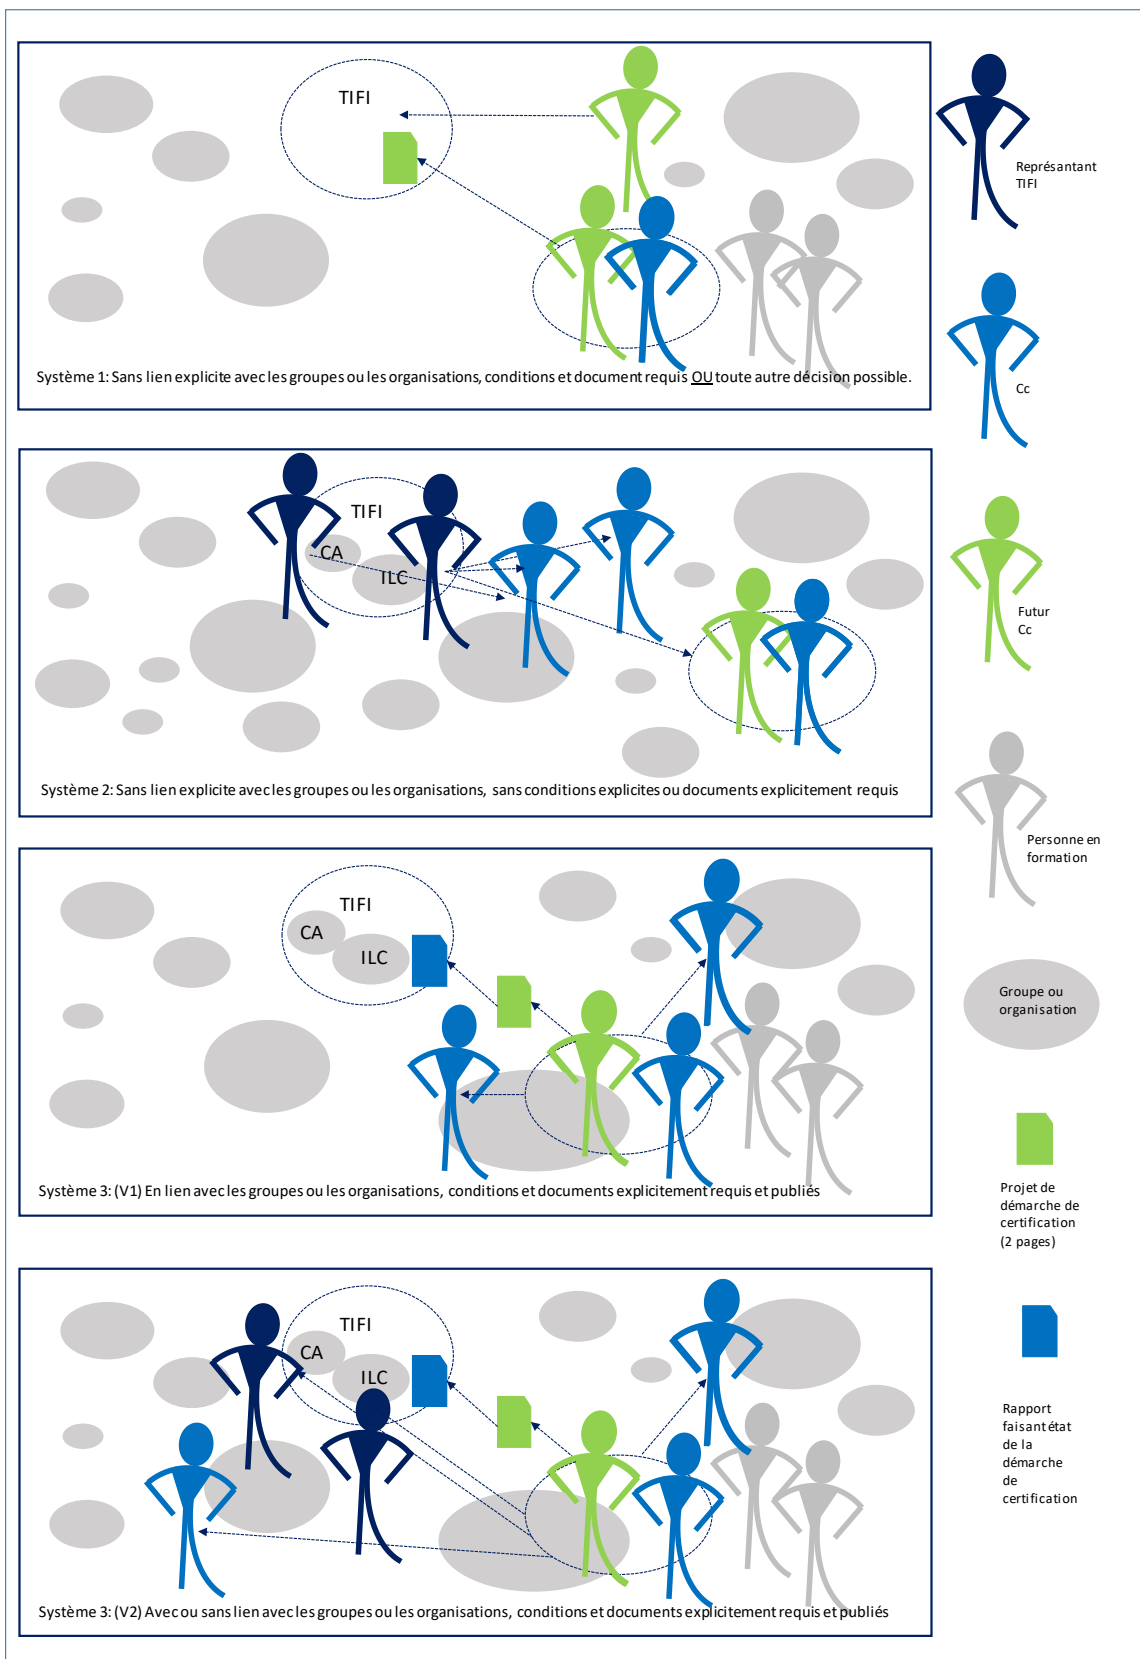 TIFI
Système 1: Sans lien explicite avec les groupes ou les organisations, conditions et document requis OU toute autre décision possible.
TIFI
CA
ILC
Système 2: Sans lien explicite avec les groupes ou les organisations, sans conditions explicites ou documents explicitement requis
TIFI
CA
ILC
Système 3: (V1) En lien avec les groupes ou les organisations, conditions et documents explicitement requis et publiés
TIFI
CA
ILC
Système 3: (V2) Avec ou sans lien avec les groupes ou les organisations, conditions et documents explicitement requis et publiés
Représantant
TIFI
Cc
Futur
Cc
Personne en
formation
Groupe ou
organisation
Projet de
démarche de
certification
(2 pages)
Rapport
faisant état
de la
démarche
de
certification